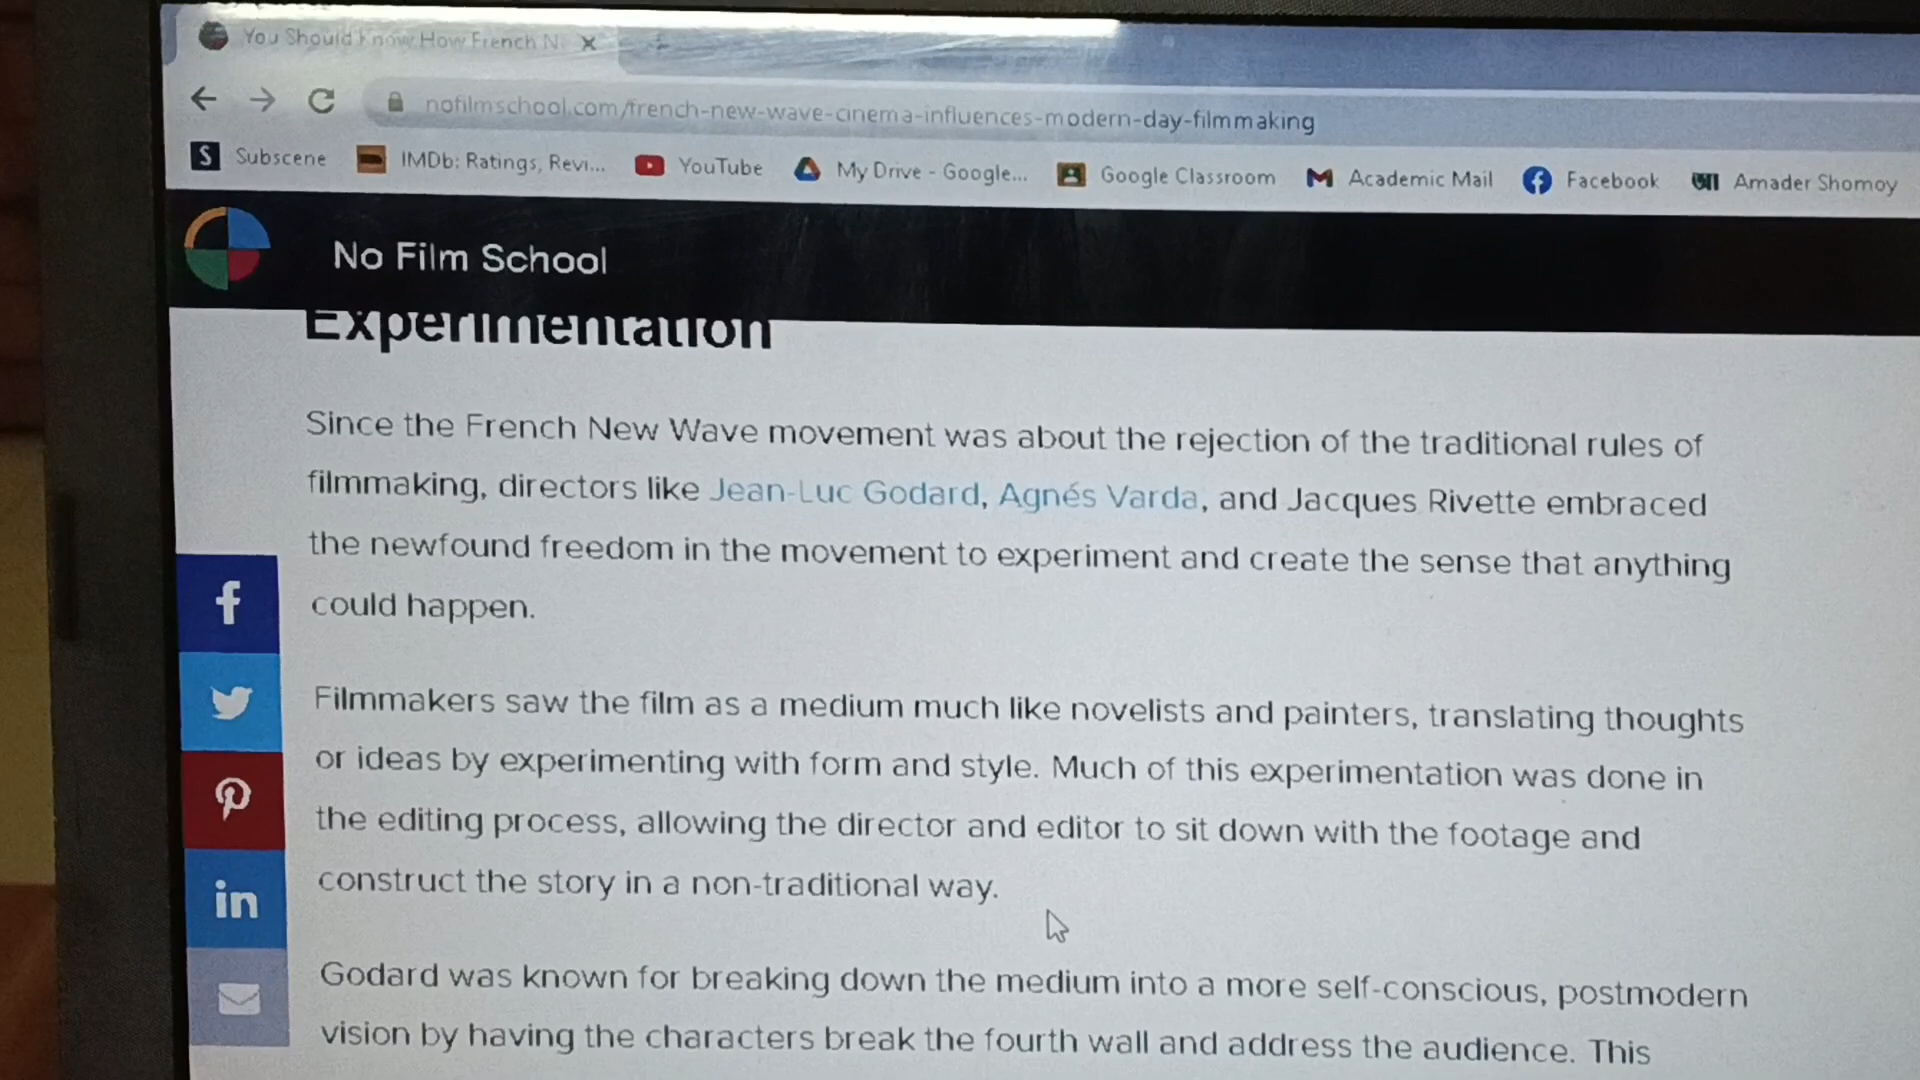 You Should Know How French N
nofilmschool.com/french-new-wave-cinema-influences-modern-day-filmmaking
Subscene IMDb: Ratings, Revi... YouTube My Drive - Google... Google Classroom Academic Mail Facebook Amader Shomoy
No Film School
Experimentation
Since the French New Wave movement was about the rejection of the traditional rules of
filmmaking, directors like Jean-Luc Godard, Agnés Varda, and Jacques Rivette embraced
the newfound freedom in the movement to experiment and create the sense that anything
could happen.
Filmmakers saw the film as a medium much like novelists and painters, translating thoughts
or ideas by experimenting with form and style. Much of this experimentation was done in
the editing process, allowing the director and editor to sit down with the footage and
construct the story in a non-traditional way.
Godard was known for breaking down the medium into a more self-conscious, postmodern
vision by having the characters break the fourth wall and address the audience. This